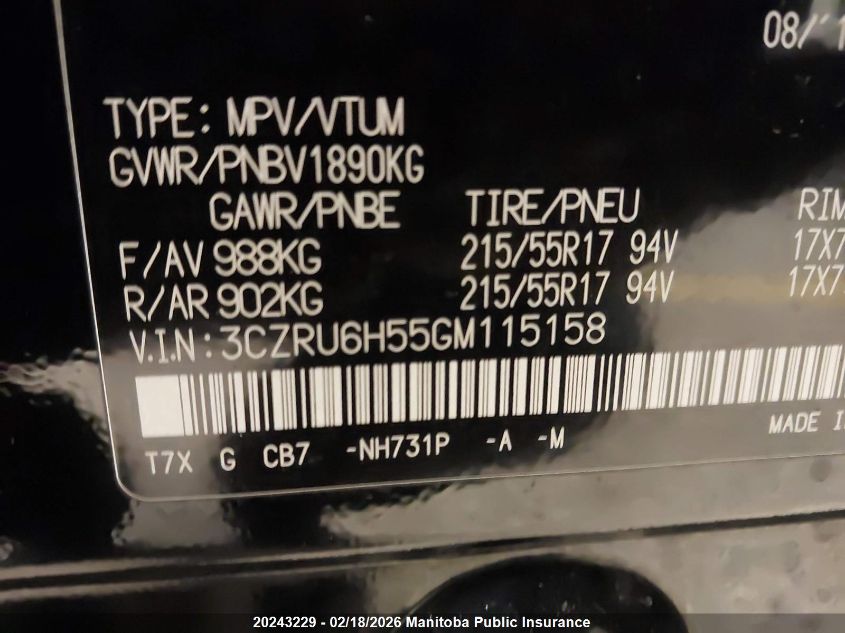 08/'1
TYPE: MPV/VTUM
GVWR/PNBV1890KG
GAWR/PNBE TIRE/PNEU RIM
F/AV 988KG 215/55R17 94V 17X7
R/AR 902KG 215/55R17 94V 17X7
V.I.N: 3CZRU6H55GM115158
MADE I
T7X G CB7 -NH731P -A -M
20243229 - 02/18/2026 Manitoba Public Insurance